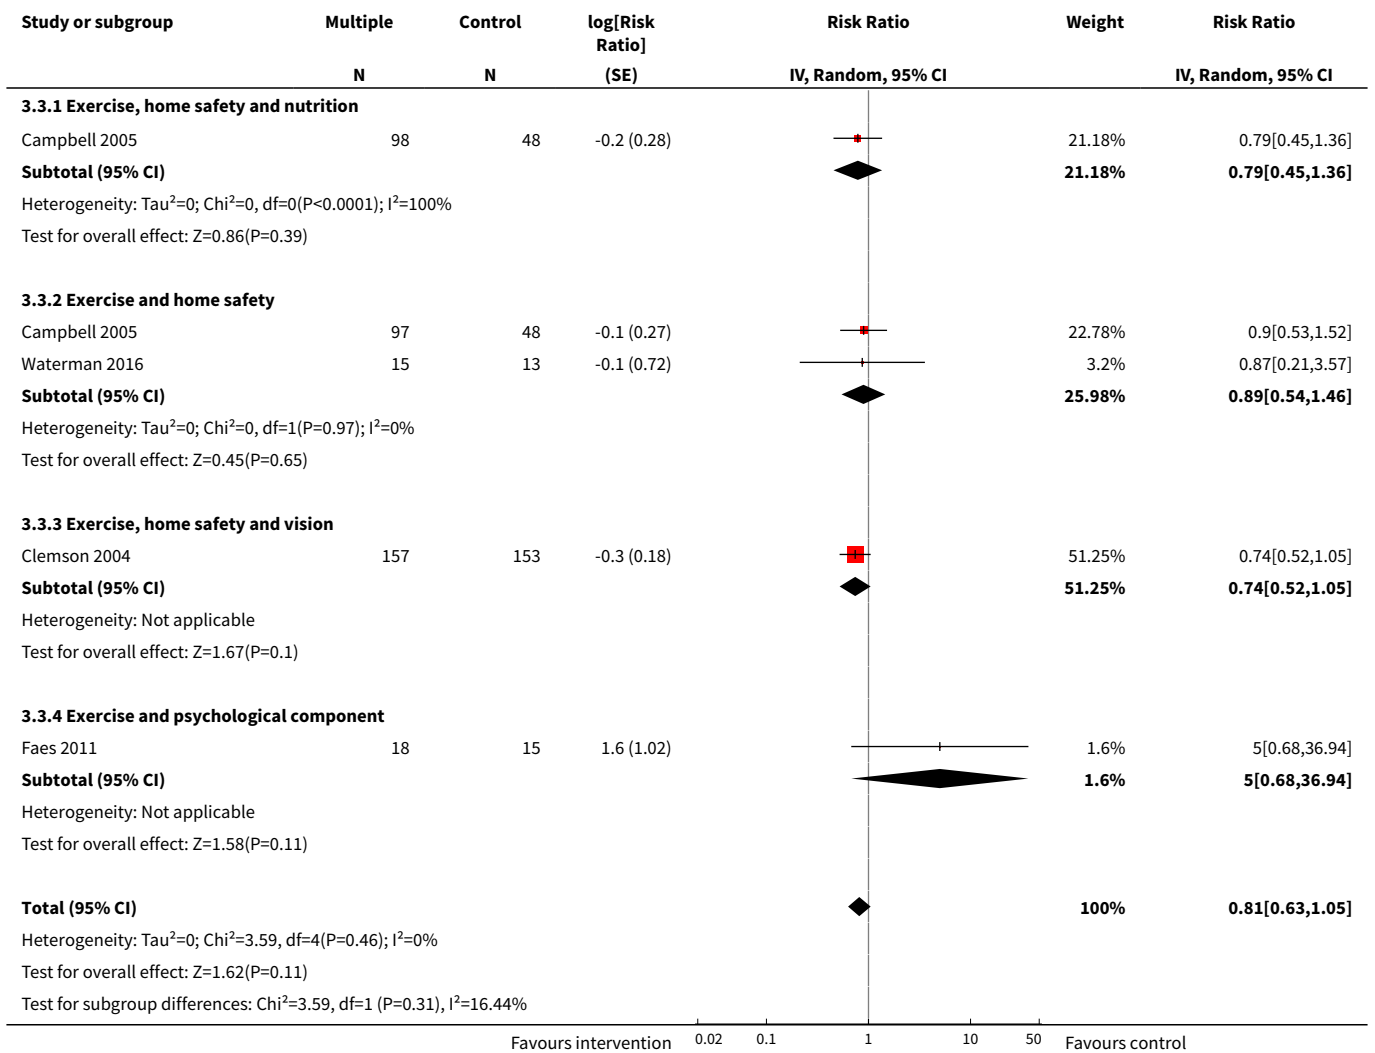 Study or subgroup Multiple Control log[Risk Ratio] Risk Ratio Weight Risk Ratio
N N (SE) IV, Random, 95% CI IV, Random, 95% CI
3.3.1 Exercise, home safety and nutrition
Campbell 2005 98 48 -0.2 (0.28) 21.18% 0.79[0.45,1.36]
Subtotal (95% CI) 21.18% 0.79[0.45,1.36]
Heterogeneity: Tau²=0; Chi²=0, df=0(P<0.0001); I²=100%
Test for overall effect: Z=0.86(P=0.39)
3.3.2 Exercise and home safety
Campbell 2005 97 48 -0.1 (0.27) 22.78% 0.9[0.53,1.52]
Waterman 2016 15 13 -0.1 (0.72) 3.2% 0.87[0.21,3.57]
Subtotal (95% CI) 25.98% 0.89[0.54,1.46]
Heterogeneity: Tau²=0; Chi²=0, df=1(P=0.97); I²=0%
Test for overall effect: Z=0.45(P=0.65)
3.3.3 Exercise, home safety and vision
Clemson 2004 157 153 -0.3 (0.18) 51.25% 0.74[0.52,1.05]
Subtotal (95% CI) 51.25% 0.74[0.52,1.05]
Heterogeneity: Not applicable
Test for overall effect: Z=1.67(P=0.1)
3.3.4 Exercise and psychological component
Faes 2011 18 15 1.6 (1.02) 1.6% 5[0.68,36.94]
Subtotal (95% CI) 1.6% 5[0.68,36.94]
Heterogeneity: Not applicable
Test for overall effect: Z=1.58(P=0.11)
Total (95% CI) 100% 0.81[0.63,1.05]
Heterogeneity: Tau²=0; Chi²=3.59, df=4(P=0.46); I²=0%
Test for overall effect: Z=1.62(P=0.11)
Test for subgroup differences: Chi²=3.59, df=1 (P=0.31), I²=16.44%
Favours intervention 0.02 0.1 1 10 50 Favours control